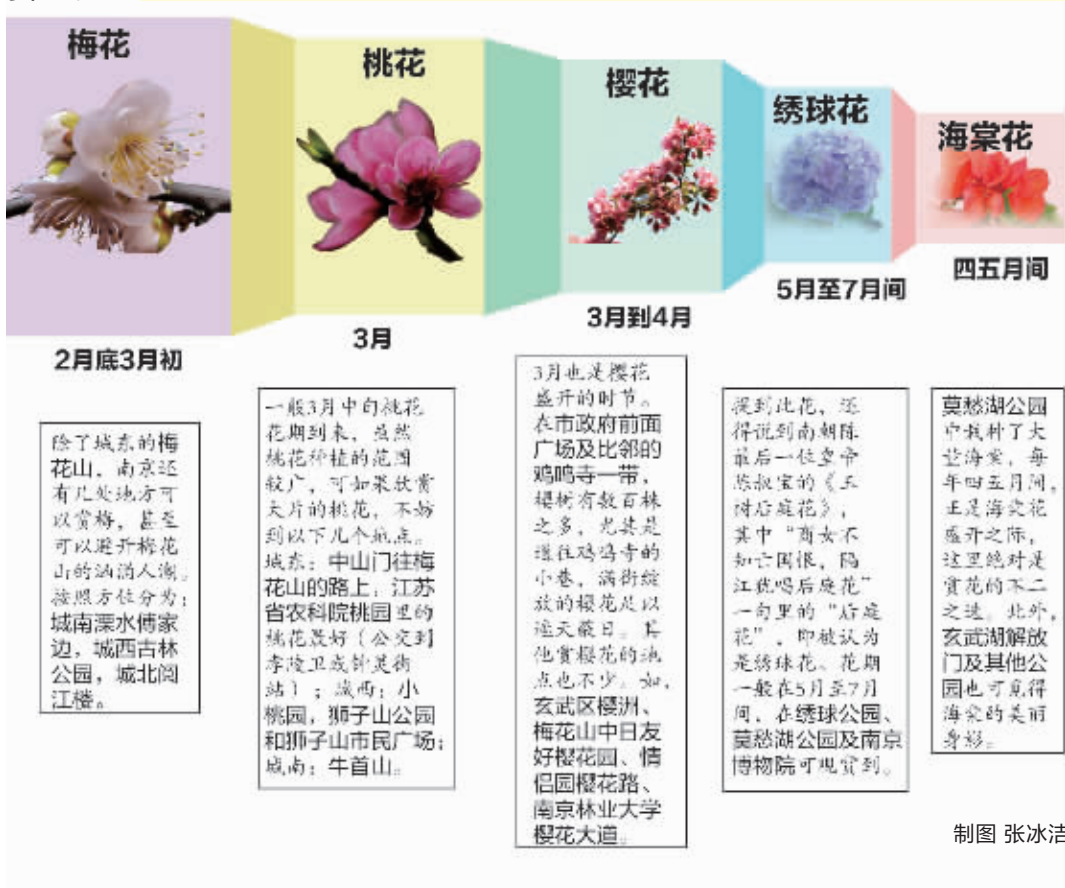 梅花
2月底3月初
除了城东的梅
花山，南京还
有几处地方可
以赏梅，甚至
可以避开梅花
山的汹涌人潮。
按照方位分为：
城南溧水傅家
边，城西古林
公园，城北阅
江楼。
桃花
3月
一般3月中旬桃花
花期到来，虽然
桃花种植的范围
较广，可如果欲赏
大片的桃花，不妨
到以下几个地点。
城东：中山门往梅
花山的路上，江苏
省农科院桃园里的
桃花最好（公交到
孝陵卫或钟灵街
站）；城西：小
桃园，狮子山公园
和狮子山市民广场；
城南：牛首山。
樱花
3月到4月
3月也是樱花
盛开的时节。
在市政府前面
广场及比邻的
鸡鸣寺一带，
樱树有数百株
之多，尤其是
通往鸡鸣寺的
小巷，满街绽
放的樱花足以
遮天蔽日。其
他赏樱花的地
点也不少。如，
玄武区樱洲、
梅花山中日友
好樱花园、情
侣园樱花路、
南京林业大学
樱花大道。
绣球花
5月至7月间
提到此花，还
得说到南朝陈
最后一位皇帝
陈叔宝的《玉
树后庭花》，
其中“商女不
知亡国恨，隔
江犹唱后庭花”
一句里的“后庭
花”，即被认为
是绣球花。花期
一般在5月至7月
间，在绣球公园、
莫愁湖公园及南京
博物院可观赏到。
海棠花
四五月间
莫愁湖公园
中栽种了大
量海棠，每
年四五月间，
正是海棠花
盛开之际，
这里绝对是
赏花的不二
之选。此外，
玄武湖解放
门及其他公
园也可觅得
海棠的美丽
身影。
制图 张冰洁